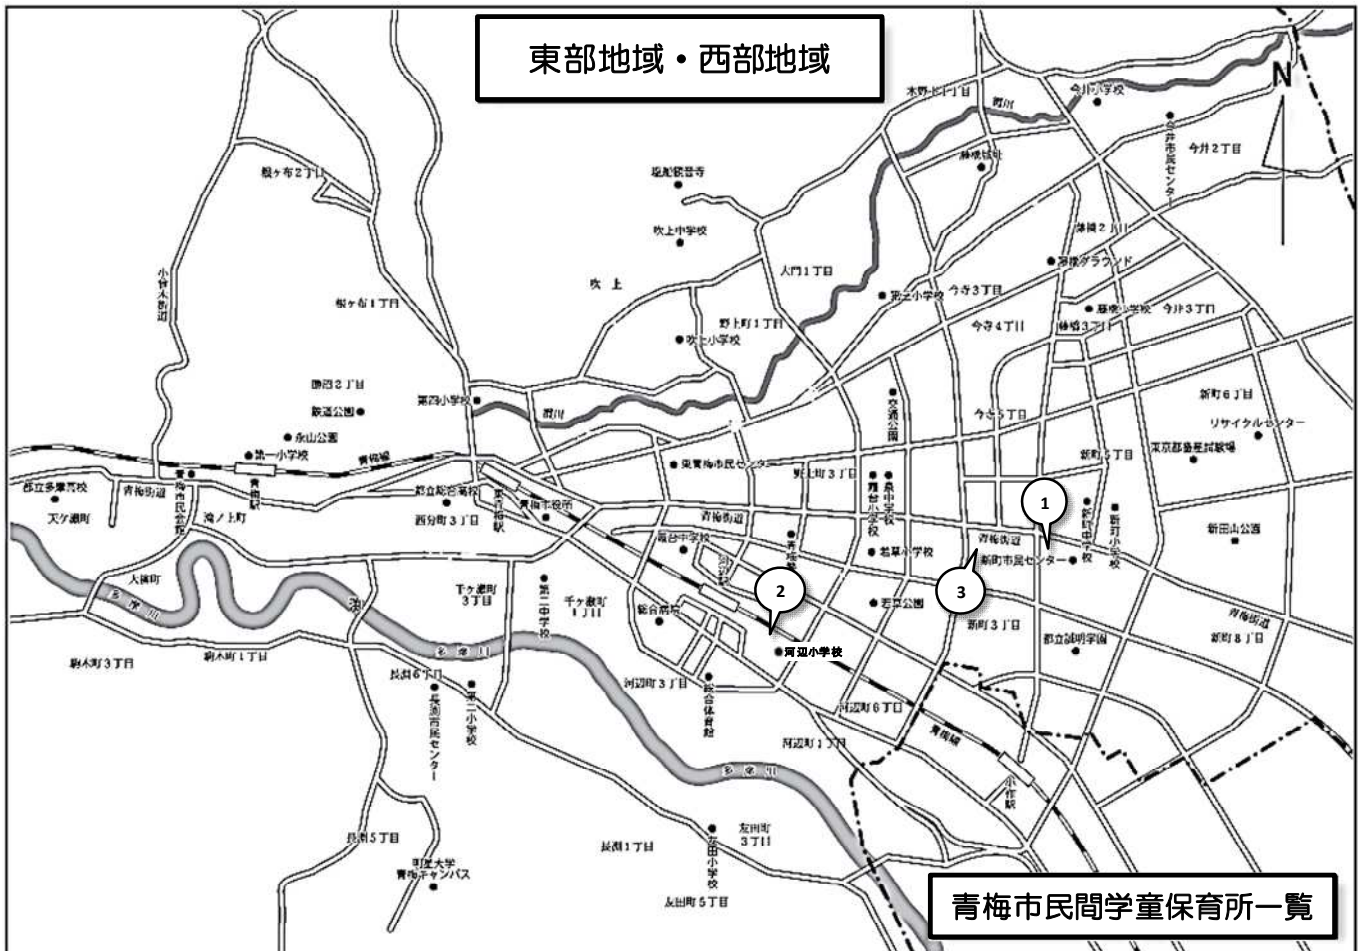 東部地域・西部地域
N
木野下1丁目
霞川
今井小学校
今井市民センター
今井2丁目
藤橋城址
塩船観音寺
根ヶ布2丁目
吹上中学校
藤橋2丁目
藤橋グラウンド
大門1丁目
吹上
小曾木街道
根ヶ布1丁目
第三小学校
今寺3丁目
藤橋小学校
今井3丁目
野上町1丁目
今寺4丁目
藤橋3丁目
吹上小学校
勝沼2丁目
第四小学校
鉄道公園
霞川
交通公園
今寺5丁目
新町6丁目
リサイクルセンター
永山公園
第一小学校
青梅線
東青梅市民センター
野上町3丁目
新町5丁目
東京都畜産試験場
都立多摩高校
青梅街道
青梅市民会館
青梅駅
都立総合高校
東青梅駅
青梅市役所
霞台小学校
泉中学校
1
天ヶ瀬町
滝ノ上町
西分町3丁目
青梅街道
新町中学校
新町小学校
新田山公園
霞台中学校
河辺駅
若草小学校
青梅街道
新町市民センター
大柳町
多摩川
千ヶ瀬町
3丁目
第二中学校
千ヶ瀬町
1丁目
総合病院
2
若草公園
3
新町3丁目
青梅街道
新町8丁目
都立誠明学園
駒木町3丁目
駒木町1丁目
多摩川
河辺小学校
長淵6丁目
長淵市民センター
第二小学校
河辺町3丁目
総合体育館
河辺町6丁目
河辺町1丁目
青梅線
多摩川
小作駅
長淵5丁目
長淵1丁目
友田町
3丁目
友田小学校
明星大学
青梅キャンパス
友田町5丁目
青梅市民間学童保育所一覧